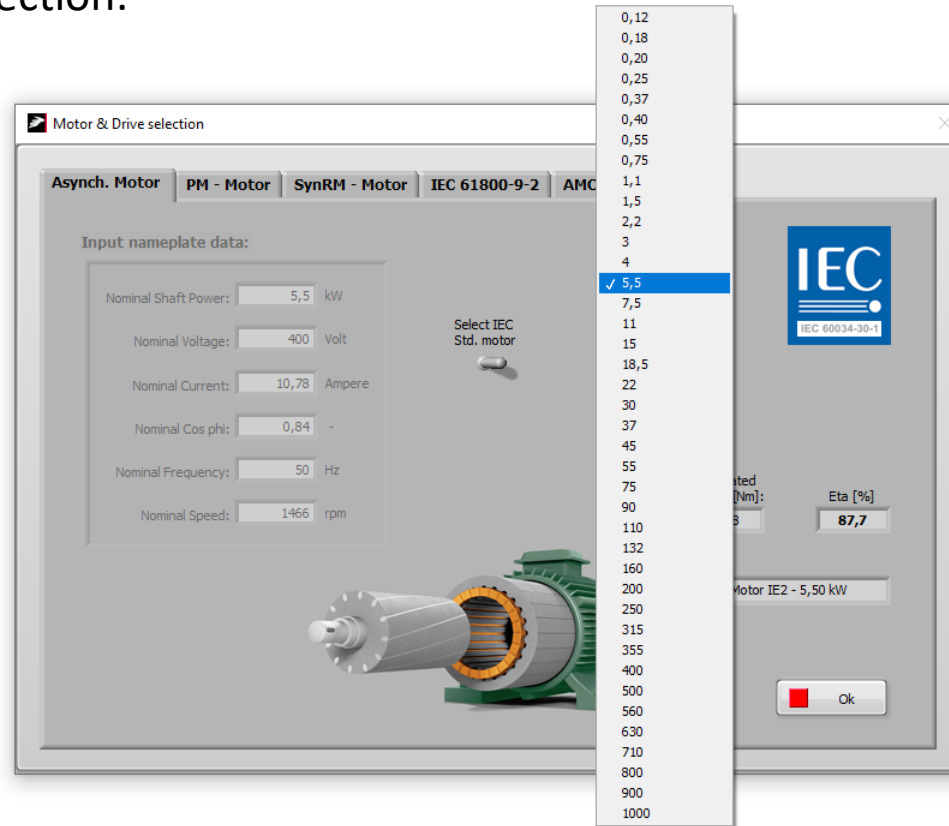 Motor & Drive selection
Asynch. Motor PM - Motor SynRM - Motor IEC 61800-9-2 AMC
Input nameplate data:
Nominal Shaft Power: 5,5 kW
Nominal Voltage: 400 Volt
Nominal Current: 10,78 Ampere
Nominal Cos phi: 0,84 -
Nominal Frequency: 50 Hz
Nominal Speed: 1466 rpm
Select IEC
Std. motor
0,12
0,18
0,20
0,25
0,37
0,40
0,55
0,75
1,1
1,5
2,2
3
4
✓ 5,5
7,5
11
15
18,5
22
30
37
45
55
75
90
110
132
160
200
250
315
355
400
500
560
630
710
800
900
1000
IEC
IEC 60034-30-1
[Nm]:
Eta [%]
87,7
Motor IE2 - 5,50 kW
Ok